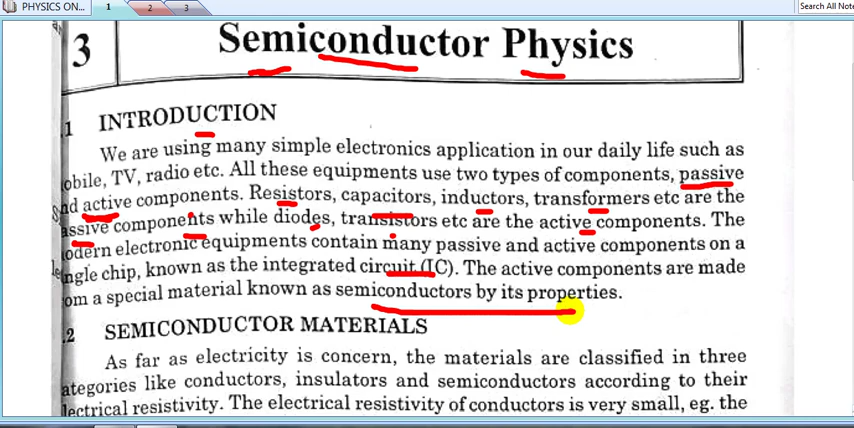 PHYSICS ON... 1 2 3 Search All Note
3 Semiconductor Physics
.1 INTRODUCTION
We are using many simple electronics application in our daily life such as
obile, TV, radio etc. All these equipments use two types of components, passive
nd active components. Resistors, capacitors, inductors, transformers etc are the
assive components while diodes, transistors etc are the active components. The
odern electronic equipments contain many passive and active components on a
ngle chip, known as the integrated circuit (IC). The active components are made
om a special material known as semiconductors by its properties.
.2 SEMICONDUCTOR MATERIALS
As far as electricity is concern, the materials are classified in three
ategories like conductors, insulators and semiconductors according to their
lectrical resistivity. The electrical resistivity of conductors is very small, eg. the